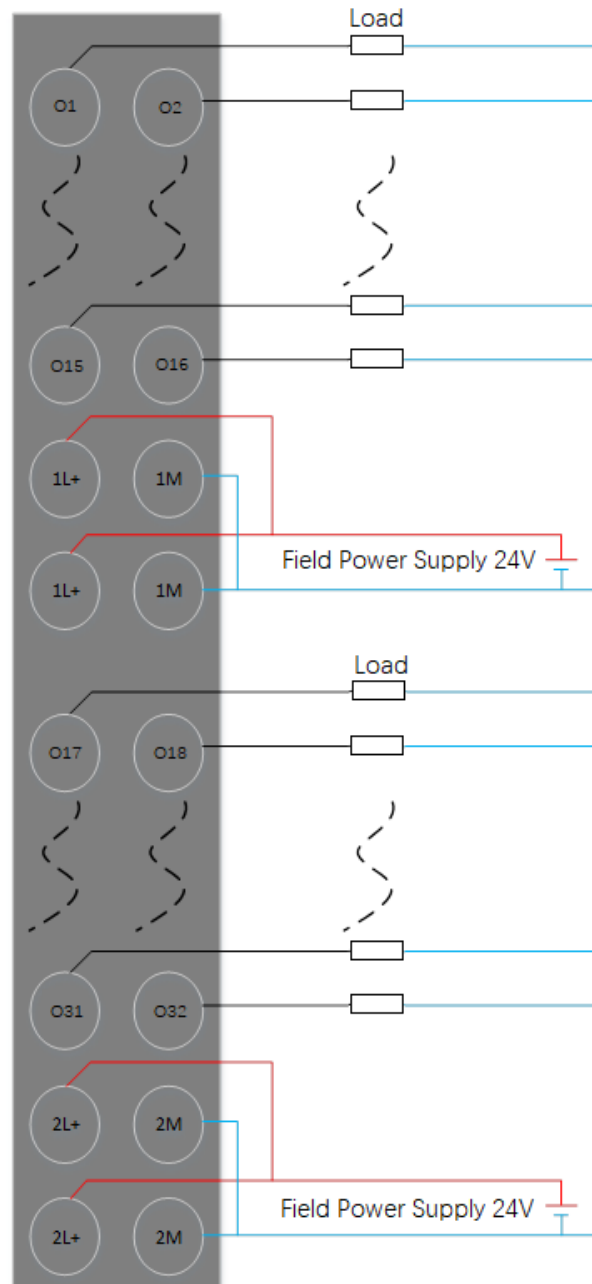 Load
O1 O2
O15 O16
1L+ 1M
Field Power Supply 24V
1L+ 1M
Load
O17 O18
O31 O32
2L+ 2M
Field Power Supply 24V
2L+ 2M